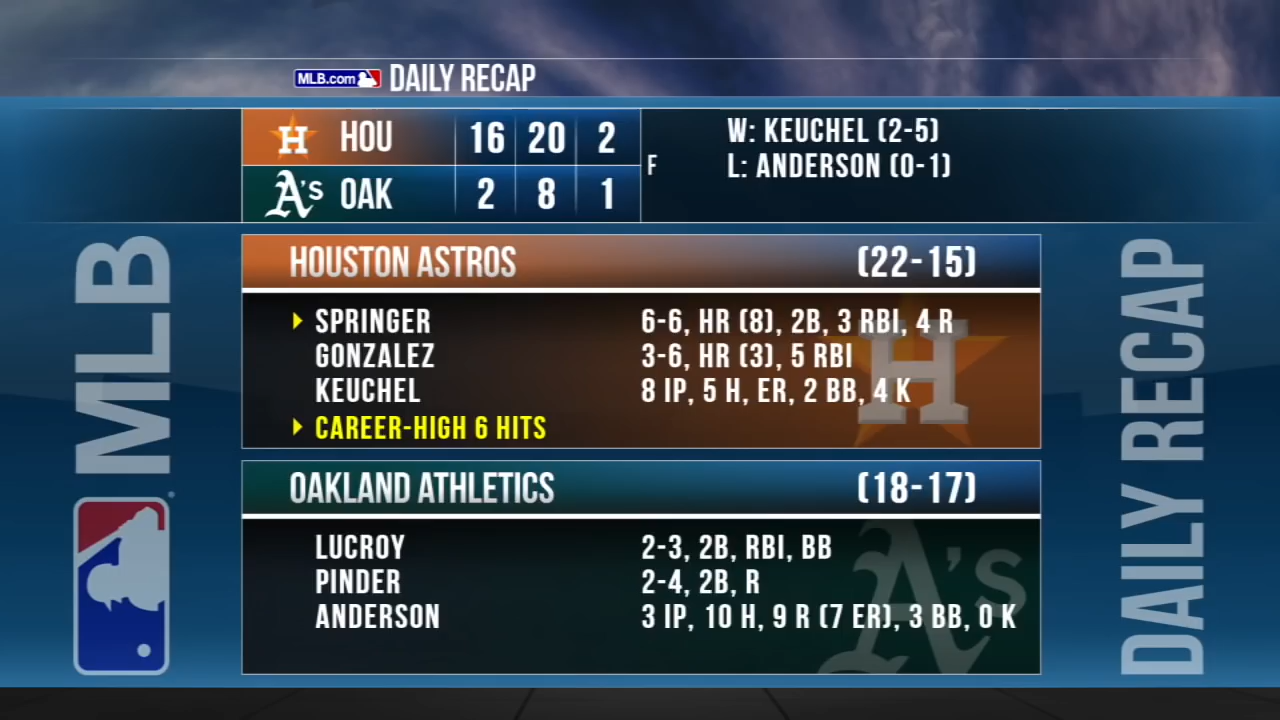 MLB.com DAILY RECAP
HOU 16 20 2
A's OAK 2 8 1
F
W: KEUCHEL (2-5)
L: ANDERSON (0-1)
MLB
HOUSTON ASTROS (22-15)
SPRINGER 6-6, HR (8), 2B, 3 RBI, 4 R
GONZALEZ 3-6, HR (3), 5 RBI
KEUCHEL 8 IP, 5 H, ER, 2 BB, 4 K
CAREER-HIGH 6 HITS
H
OAKLAND ATHLETICS (18-17)
LUCROY 2-3, 2B, RBI, BB
PINDER 2-4, 2B, R
ANDERSON 3 IP, 10 H, 9 R (7 ER), 3 BB, 0 K
A's
DAILY RECAP